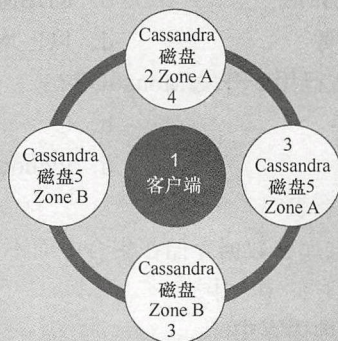 Cassandra
磁盘
2 Zone A
4
Cassandra
磁盘5
Zone B
1
客户端
3
Cassandra
磁盘5
Zone A
Cassandra
磁盘
Zone B
3